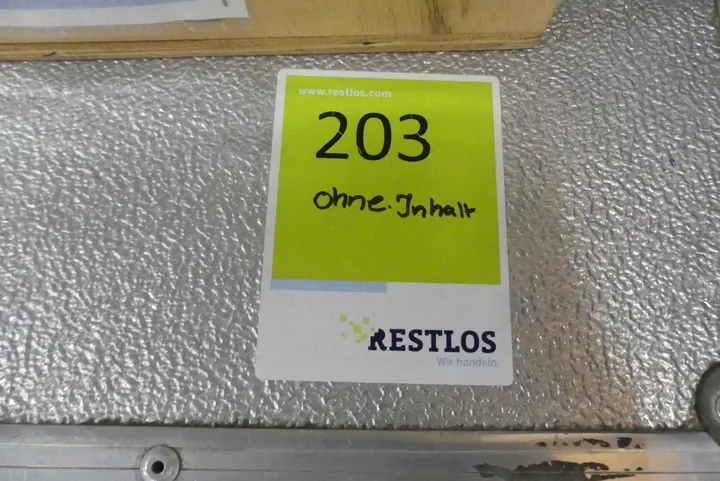 www.restlos.com
203
ohne. Inhalt
RESTLOS
Wir handeln.